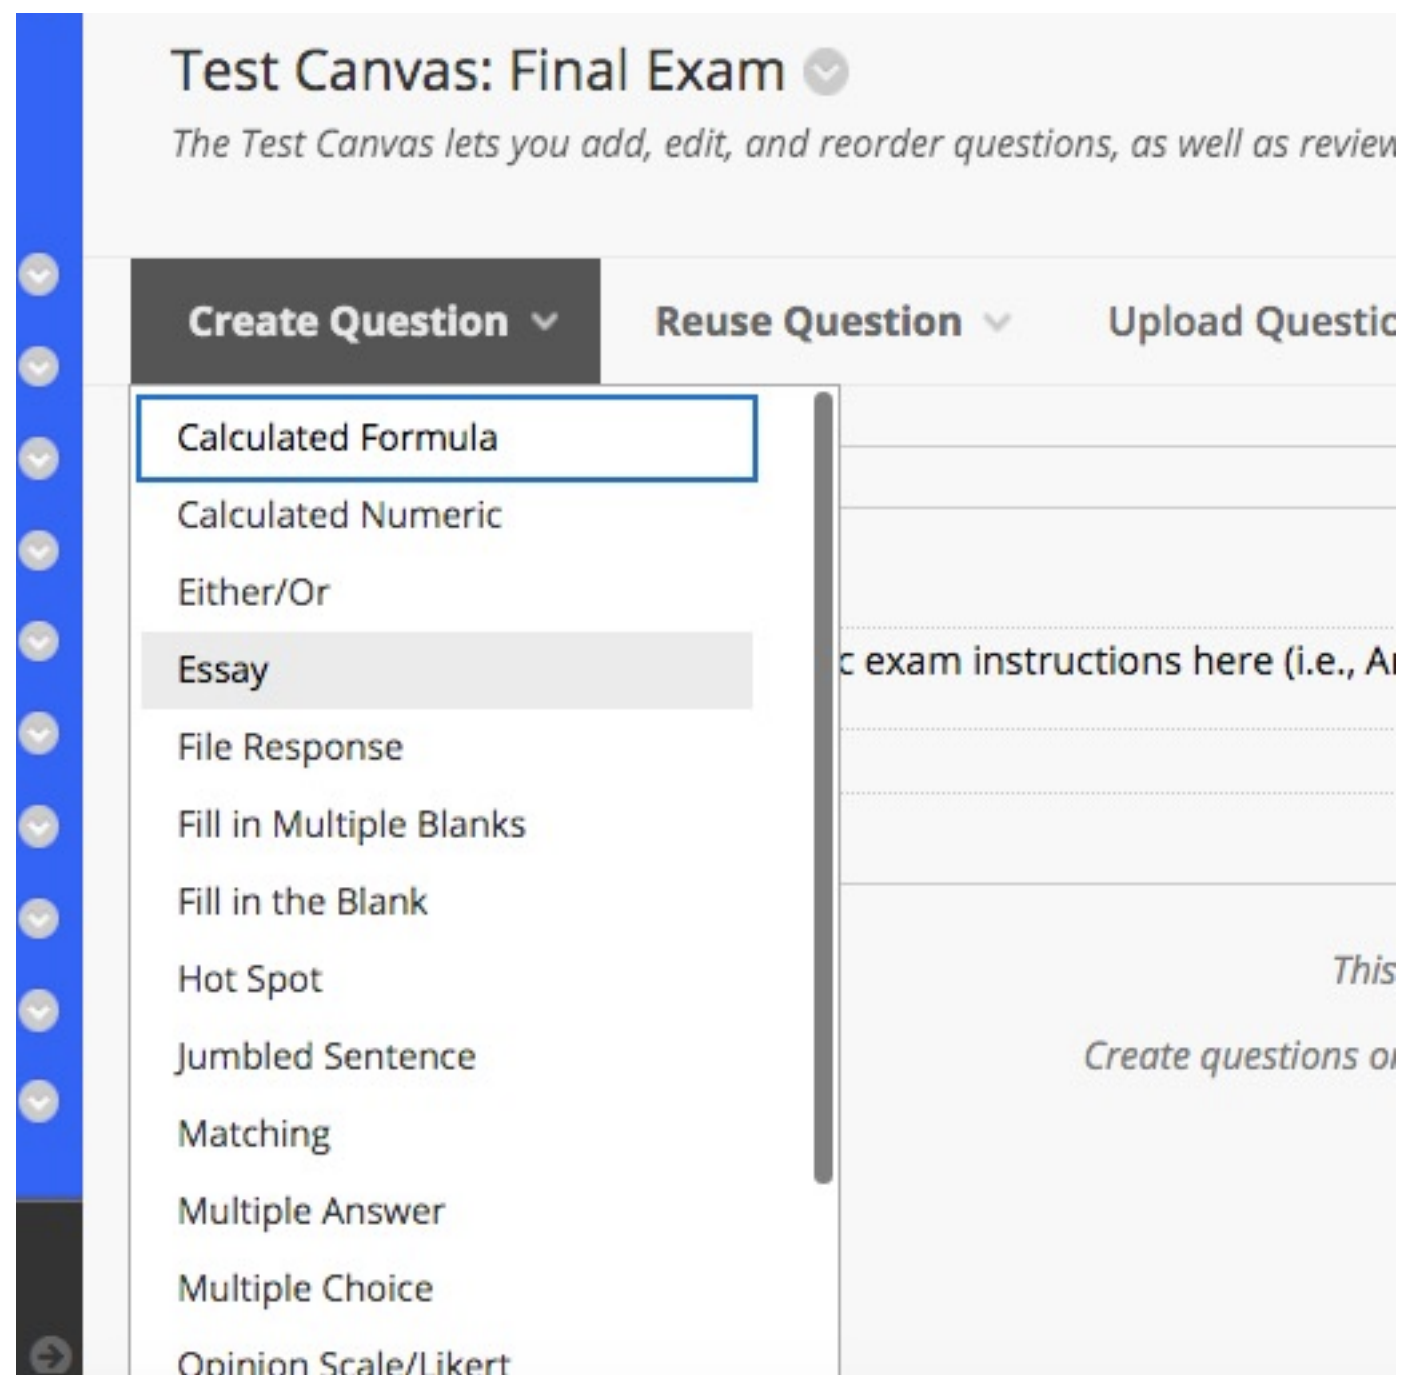 Test Canvas: Final Exam
The Test Canvas lets you add, edit, and reorder questions, as well as review
Create Question
Reuse Question
Upload
Calculated Formula
Calculated Numeric
Either/Or
Essay
exam instructions here (i.e.,
File Response
Fill in Multiple Blanks
Fill in the Blank
This
Hot Spot
Create questions
Jumbled Sentence
Matching
Multiple Answer
Multiple Choice
Opinion Scale/Likert